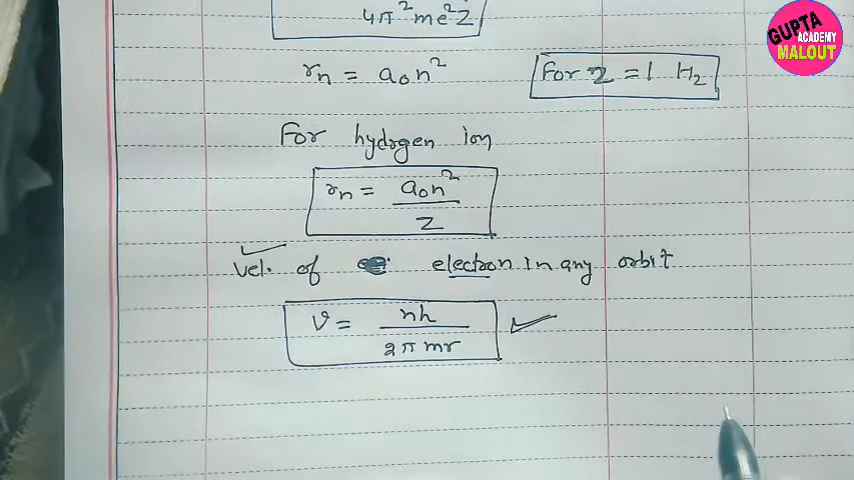 4π²me²Z
rn = a₀n²
For Z = 1 H₂
For hydrogen ion
rn = a₀n² / Z
Vel. of electron in any orbit
v = nh / 2πmr
GUPTA
ACADEMY
MALOUT